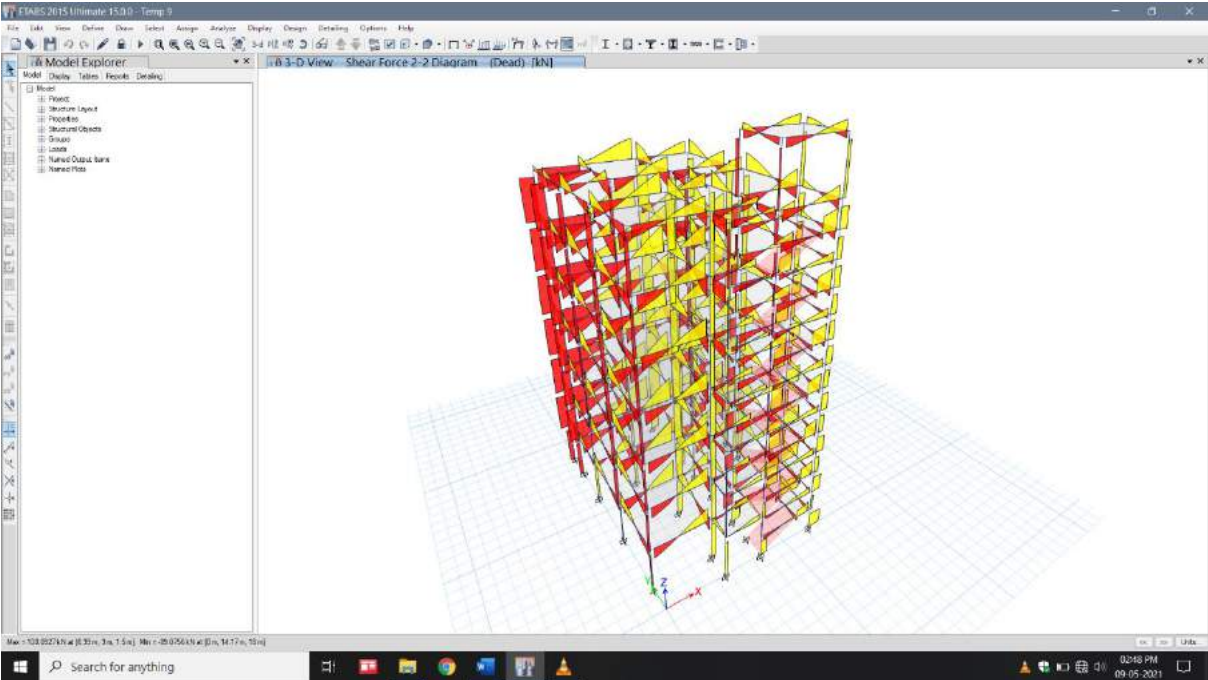 ETABS 2015 Ultimate 15.0.0 - Temp 9
File Edit View Define Draw Select Assign Analyze Display Design Detailing Options Help
Model Explorer
3-D View Shear Force 2-2 Diagram (Dead) [kN]
Model Display Tables Reports Detailing
Model
Project
Structure Layout
Properties
Structural Objects
Groups
Loads
Named Output Items
Named Plots
Z
Y
X
Units...
Search for anything
02:48 PM
09-05-2021